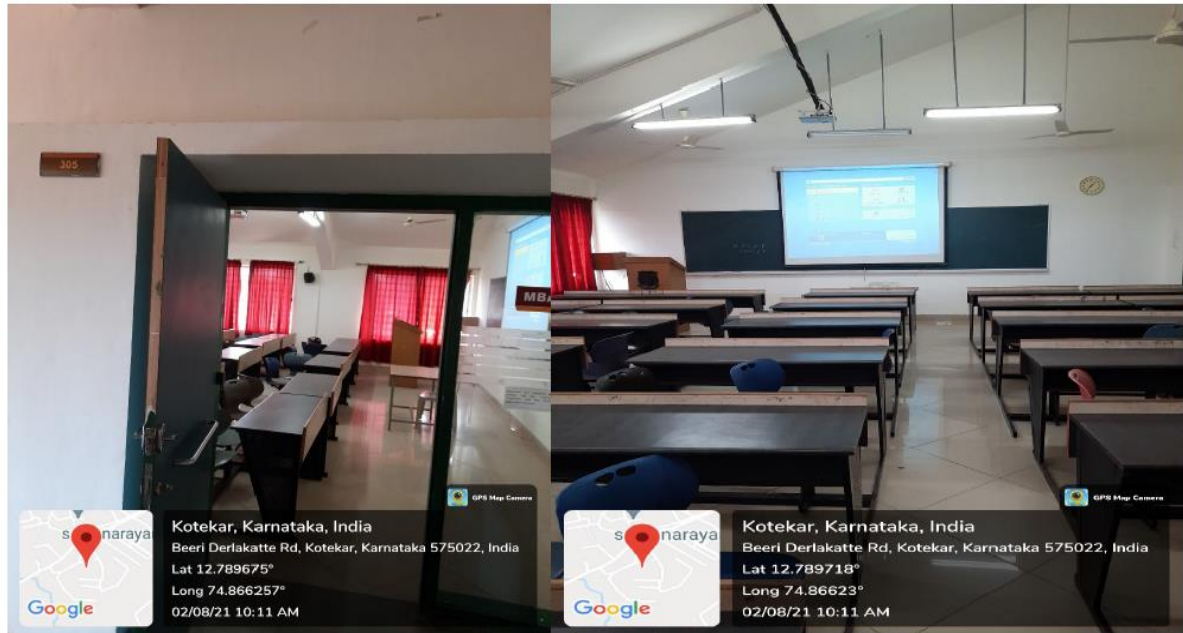 305
MBA
GPS Map Camera
s
naraya
Google
Kotekar, Karnataka, India
Beeri Derlakatte Rd, Kotekar, Karnataka 575022, India
Lat 12.789675°
Long 74.866257°
02/08/21 10:11 AM
GPS Map Camera
s
naraya
Google
Kotekar, Karnataka, India
Beeri Derlakatte Rd, Kotekar, Karnataka 575022, India
Lat 12.789718°
Long 74.86623°
02/08/21 10:11 AM